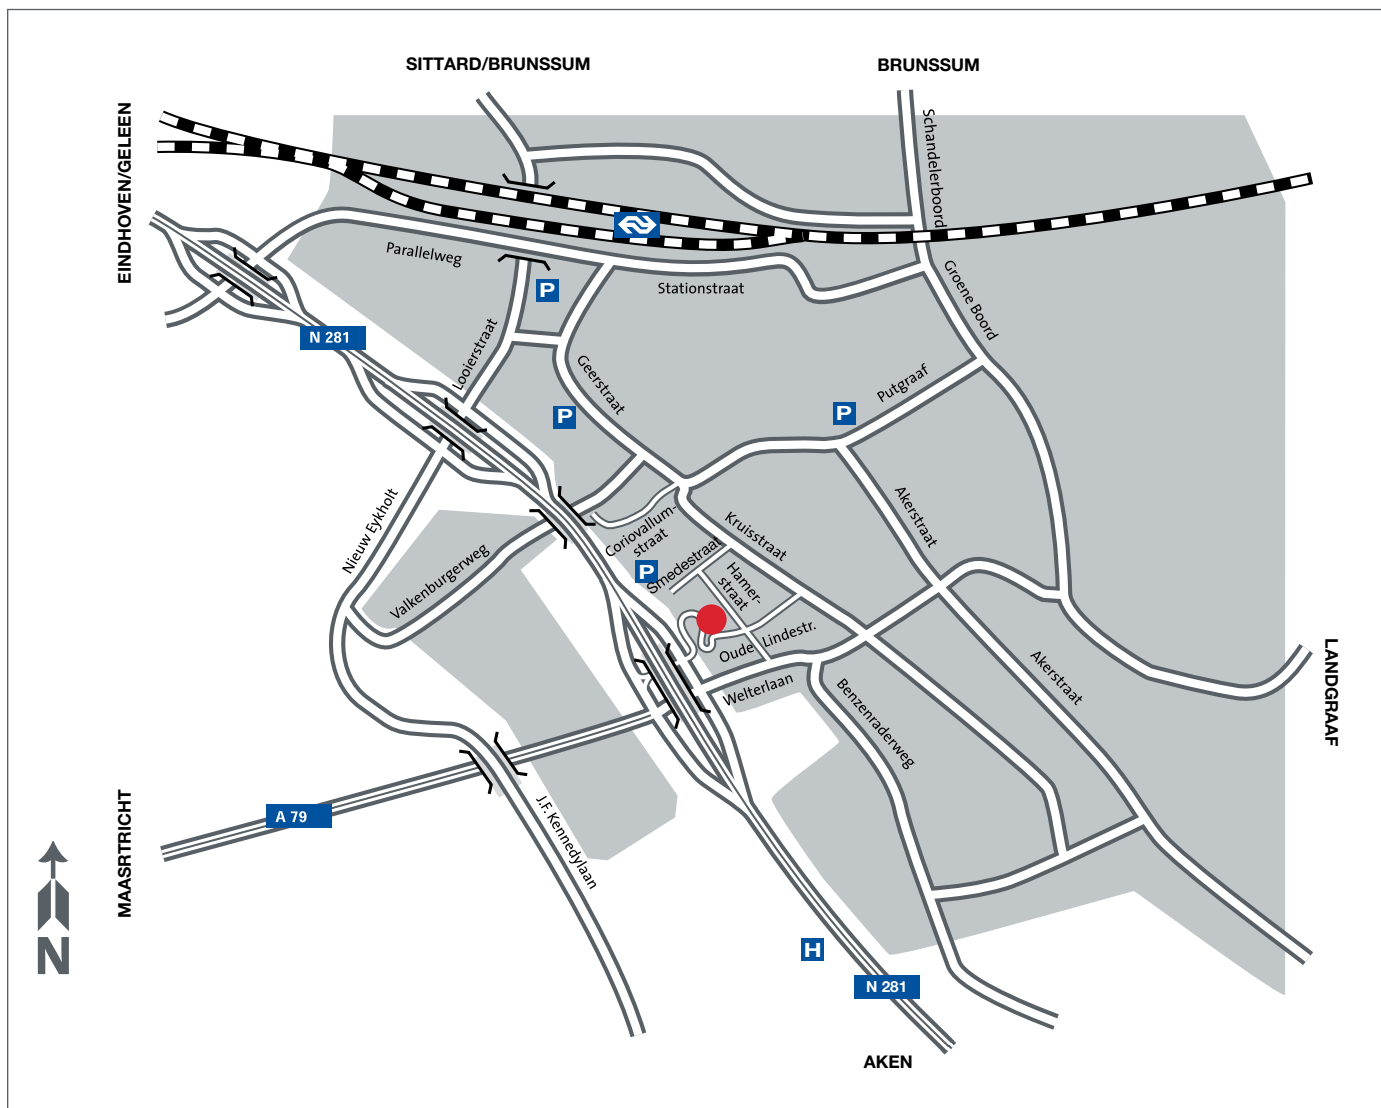 SITTARD/BRUNSSUM
BRUNSSUM
EINDHOVEN/GELEEN
Schandelerboord
Parallelweg
Stationstraat
P
Groene Boord
N 281
Looierstraat
Geerstraat
Putgraaf
P
P
Akerstraat
Nieuw Eykholt
Coriovallum-
straat
Kruisstraat
Valkenburgerweg
P
Smedestraat
Hamer-
straat
Oude Lindestr.
Welterlaan
Benzenraderweg
Akerstraat
LANDGRAAF
MAASRTRICHT
A 79
J.F. Kennedylaan
N
H
N 281
AKEN